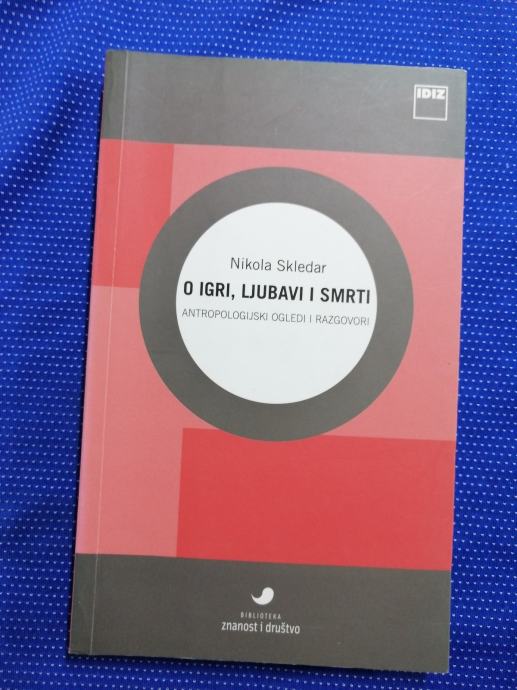 IDIZ
Nikola Skledar
O IGRI, LJUBAVI I SMRTI
ANTROPOLOGIJSKI OGLEDI I RAZGOVORI
BIBLIOTEKA
znanost i društvo